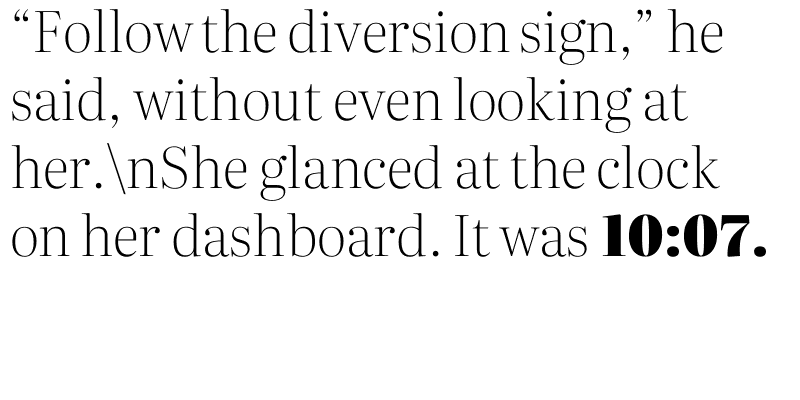 “Follow the diversion sign,” he
said, without even looking at
her.\nShe glanced at the clock
on her dashboard. It was 10:07.